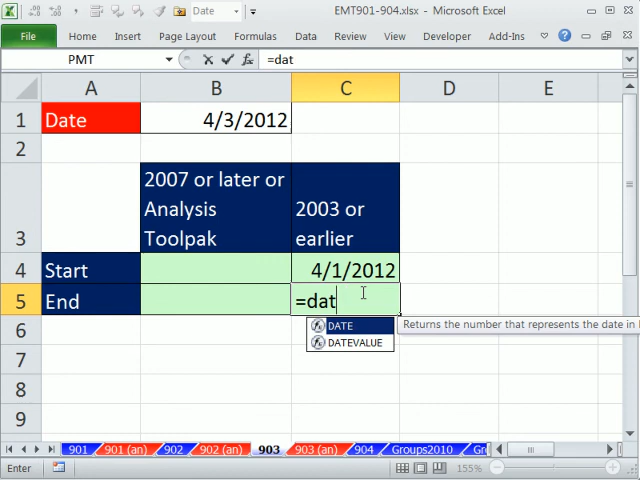 Date
EMT901-904.xlsx - Microsoft Excel
File Home Insert Page Layout Formulas Data Review View Developer Add-Ins
PMT
fx =dat
A B C D E
1 Date 4/3/2012
2
2007 or later or
Analysis
Toolpak
2003 or
earlier
3
4 Start 4/1/2012
5 End =dat
DATE
Returns the number that represents the date in
DATEVALUE
6
7
8
9
901 901 (an) 902 902 (an) 903 903 (an) 904 Groups2010
Enter 155%